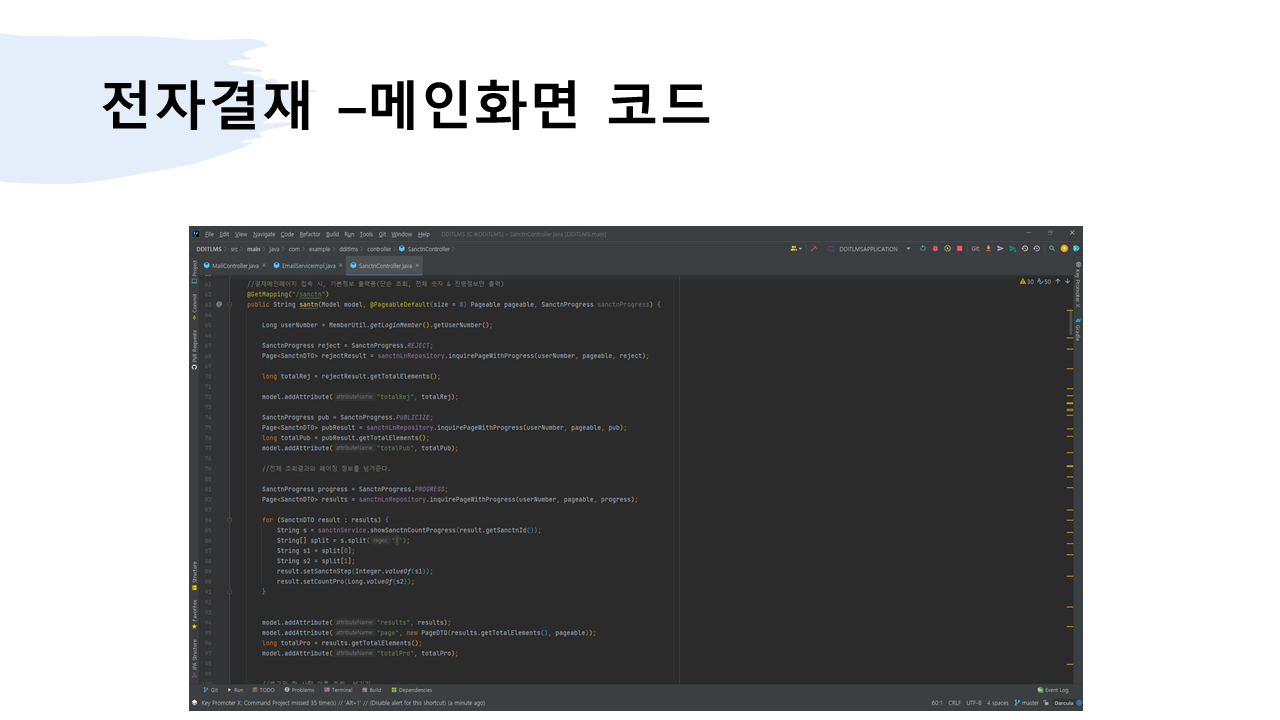 전자결재 –메인화면 코드
File Edit View Navigate Code Refactor Build Run Tools Git Window Help DDITLMS [C:₩DDITLMS] - SanctnController.java [DDITLMS.main]
DDITLMS src main java com example dditlms controller SanctnController
DDITLMSAPPLICATION Git:
MailController.java EmailServiceImpl.java SanctnController.java
Project
Commit
Pull Requests
Structure
Favorites
Key Promoter X
Gradle
30 50
61 //결재메인페이지 접속 시, 기본정보 출력용(단순 조회, 전체 숫자 & 진행정보만 출력)
62 @GetMapping("/sanctn")
63 public String santn(Model model, @PageableDefault(size = 8) Pageable pageable, SanctnProgress sanctnProgress) {
64
65 Long userNumber = MemberUtil.getLoginMember().getUserNumber();
66
67 SanctnProgress reject = SanctnProgress.REJECT;
68 Page<SanctnDTO> rejectResult = sanctnLnRepository.inquirePageWithProgress(userNumber, pageable, reject);
69
70 long totalRej = rejectResult.getTotalElements();
71
72 model.addAttribute( attributeName: "totalRej", totalRej);
73
74 SanctnProgress pub = SanctnProgress.PUBLICIZE;
75 Page<SanctnDTO> pubResult = sanctnLnRepository.inquirePageWithProgress(userNumber, pageable, pub);
76 long totalPub = pubResult.getTotalElements();
77 model.addAttribute( attributeName: "totalPub", totalPub);
78
79 //전체 조회결과와 페이징 정보를 넘겨준다.
80
81 SanctnProgress progress = SanctnProgress.PROGRESS;
82 Page<SanctnDTO> results = sanctnLnRepository.inquirePageWithProgress(userNumber, pageable, progress);
83
84 for (SanctnDTO result : results) {
85 String s = sanctnService.showSanctnCountProgress(result.getSanctnId());
86 String[] split = s.split( regex:
87 String s1 = split[0];
88 String s2 = split[1];
89 result.setSanctnStep(Integer.valueOf(s1));
90 result.setCountPro(Long.valueOf(s2));
91 }
92
93
94 model.addAttribute( attributeName: "results", results);
95 model.addAttribute( attributeName: "page", new PageDTO(results.getTotalElements(), pageable));
96 long totalPro = results.getTotalElements();
97 model.addAttribute( attributeName: "totalPro", totalPro);
98
99
Git Run TODO Problems Terminal Build Dependencies Event Log
Key Promoter X: Command Project missed 35 time(s) // 'Alt+1' // (Disable alert for this shortcut) (a minute ago) 60:1 CRLF UTF-8 4 spaces master Darcula